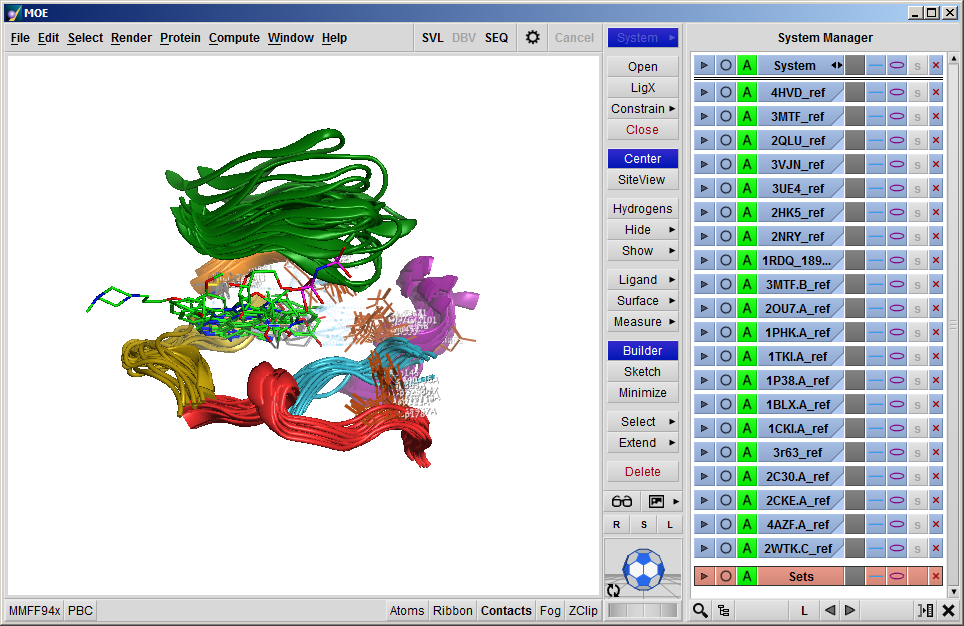 MOE
File Edit Select Render Protein Compute Window Help
SVL DBV SEQ Cancel
System
Open
LigX
Constrain
Close
Center
SiteView
Hydrogens
Hide
Show
Ligand
Surface
Measure
Builder
Sketch
Minimize
Select
Extend
Delete
R S L
System Manager
A System s
A 4HVD_ref s
A 3MTF_ref s
A 2QLU_ref s
A 3VJN_ref s
A 3UE4_ref s
A 2HK5_ref s
A 2NRY_ref s
A 1RDQ_189... s
A 3MTF.B_ref s
A 2OU7.A_ref s
A 1PHK.A_ref s
A 1TKI.A_ref s
A 1P38.A_ref s
A 1BLX.A_ref s
A 1CKI.A_ref s
A 3r63_ref s
A 2C30.A_ref s
A 2CKE.A_ref s
A 4AZF.A_ref s
A 2WTK.C_ref s
A Sets
L
MMFF94x PBC
Atoms Ribbon Contacts Fog ZClip